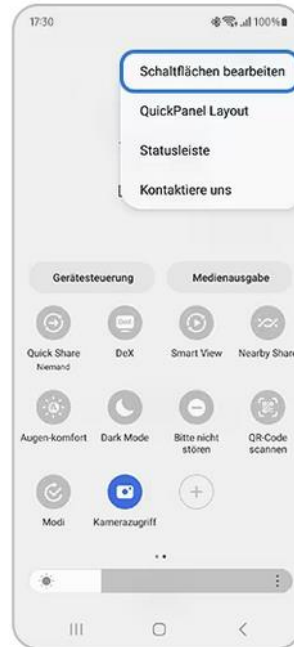 17:30
100%
Schaltflächen bearbeiten
QuickPanel Layout
Statusleiste
Kontaktiere uns
Gerätesteuerung
Medienausgabe
Quick Share
Niemand
DeX
Smart View
Nearby Share
Augen-komfort
Dark Mode
Bitte nicht
stören
QR-Code
scannen
Modi
Kamerazugriff